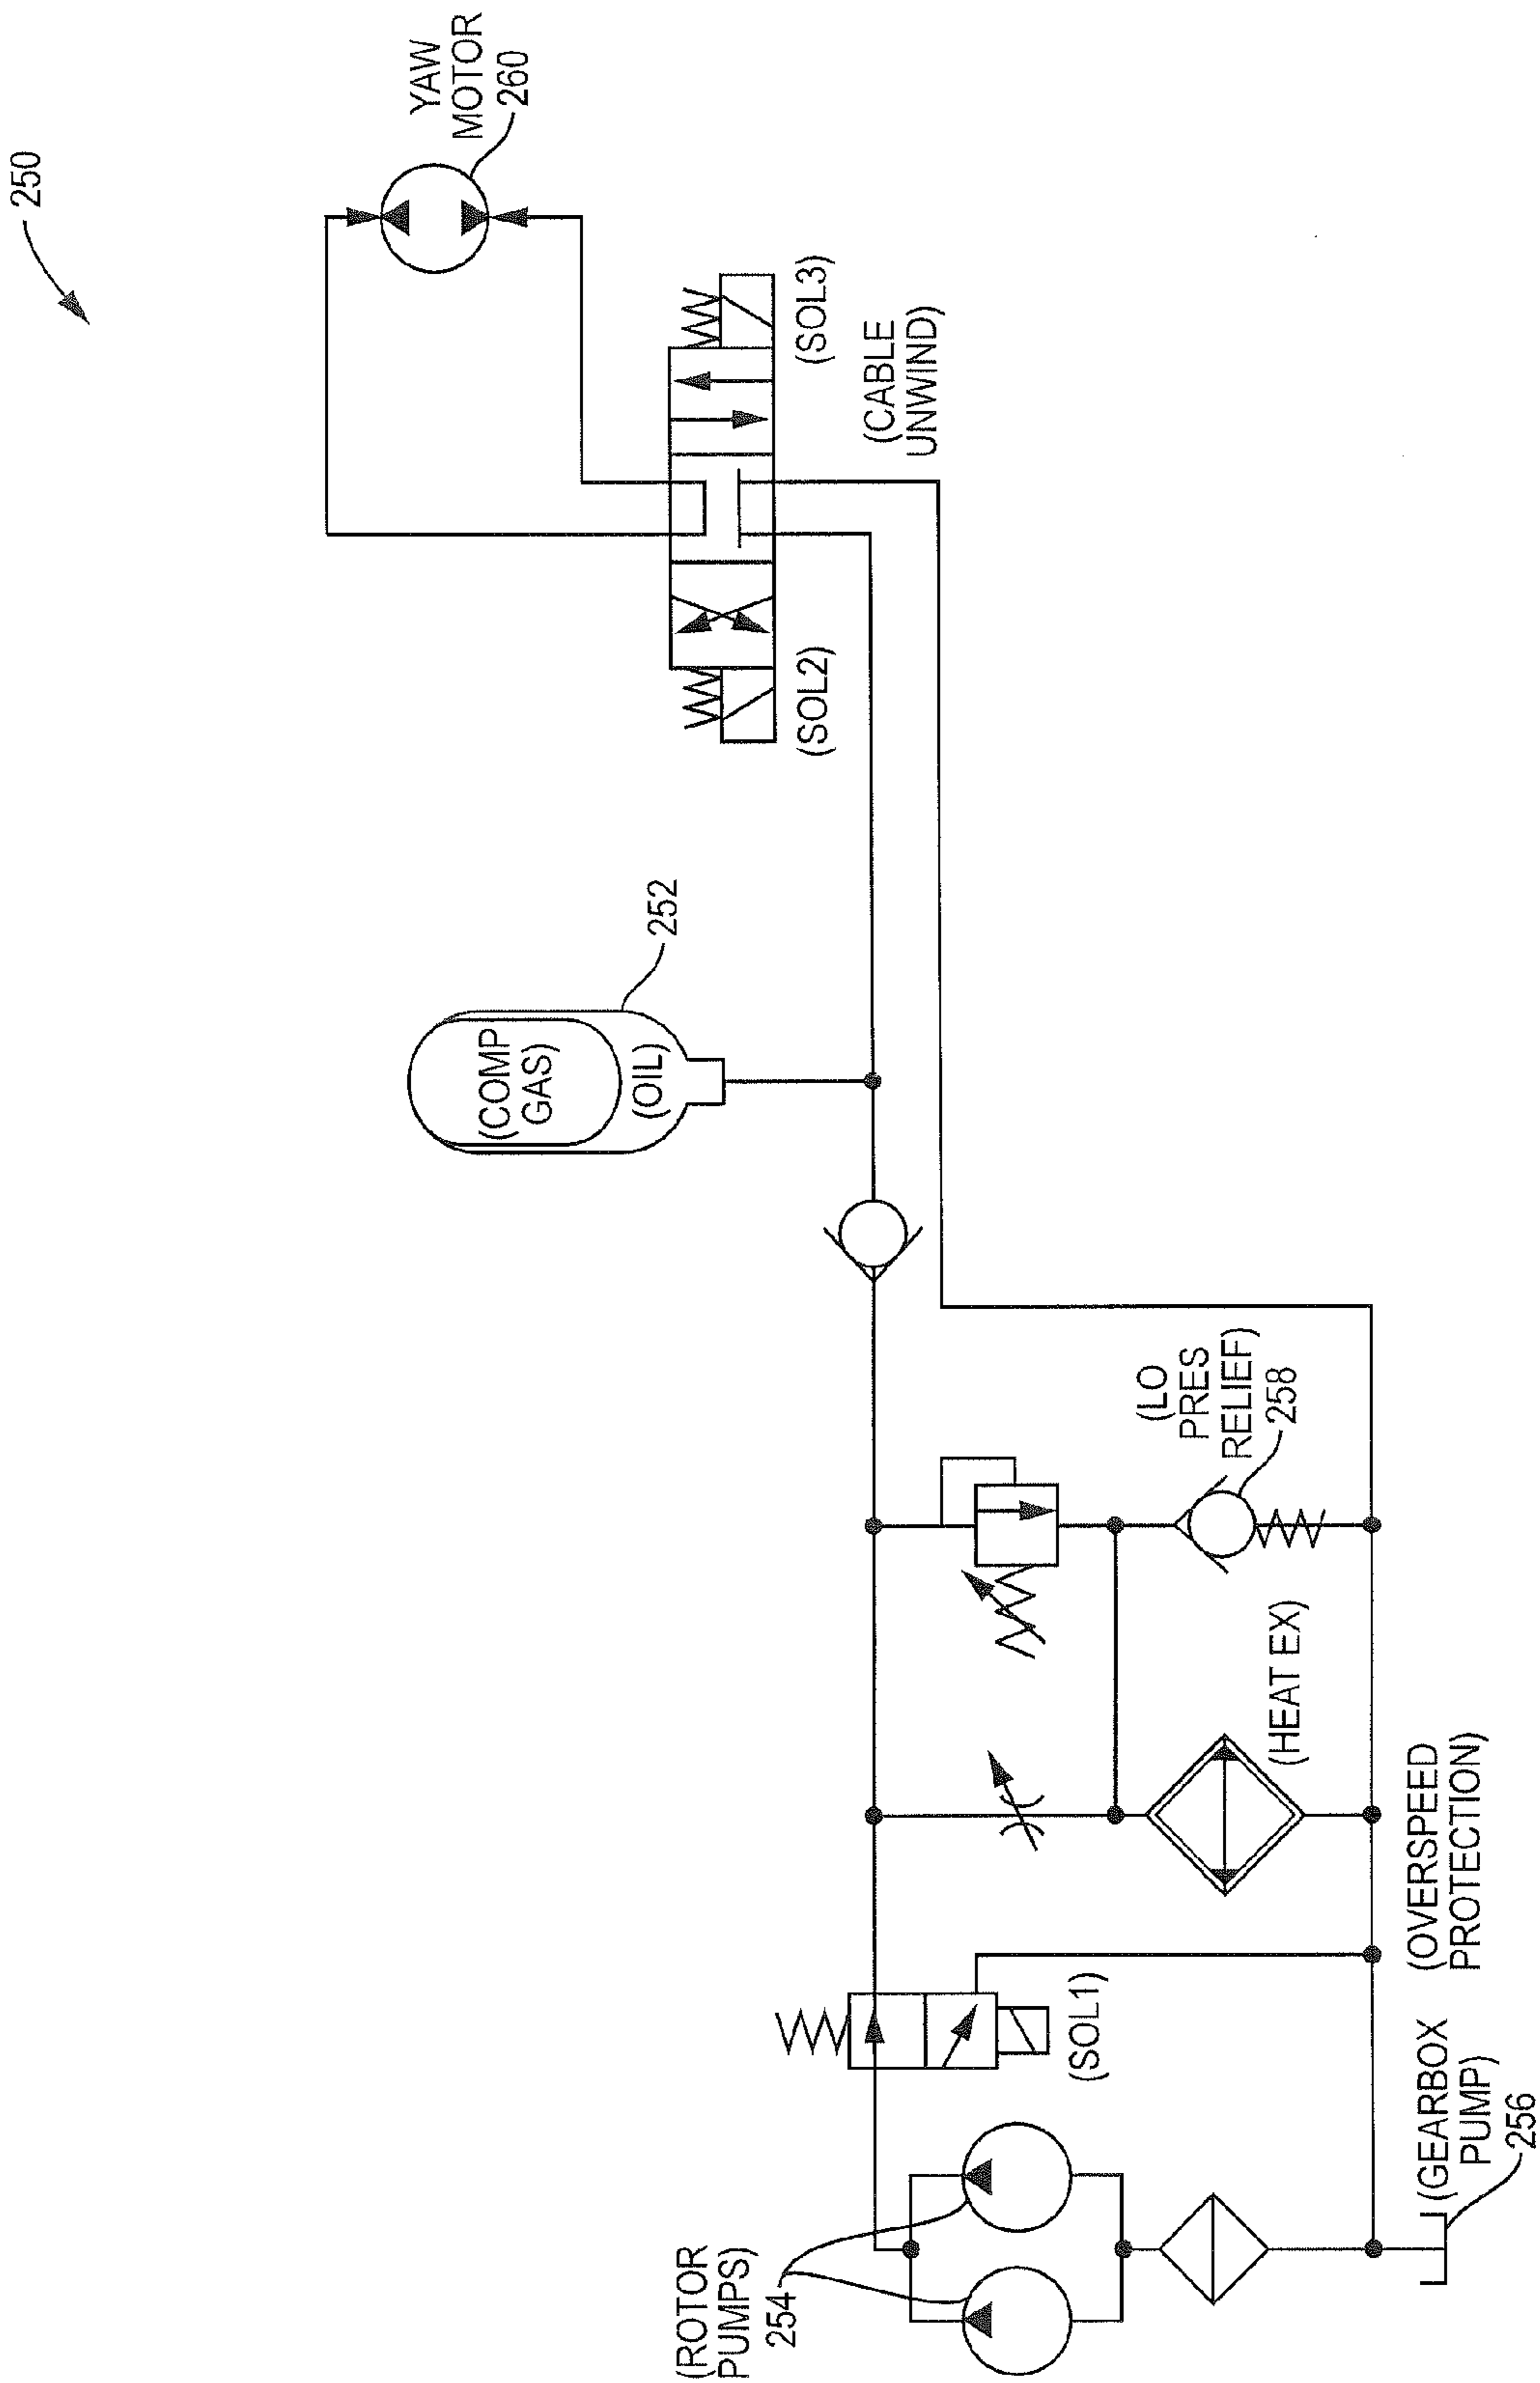 250
YAW
MOTOR
260
(SOL3)
(CABLE
UNWIND)
(SOL2)
252
(COMP
GAS)
(OIL)
(LO
PRES
RELIEF)
258
(HEAT EX)
(OVERSPEED
PROTECTION)
(SOL1)
(GEARBOX
PUMP)
256
(ROTOR
PUMPS)
254